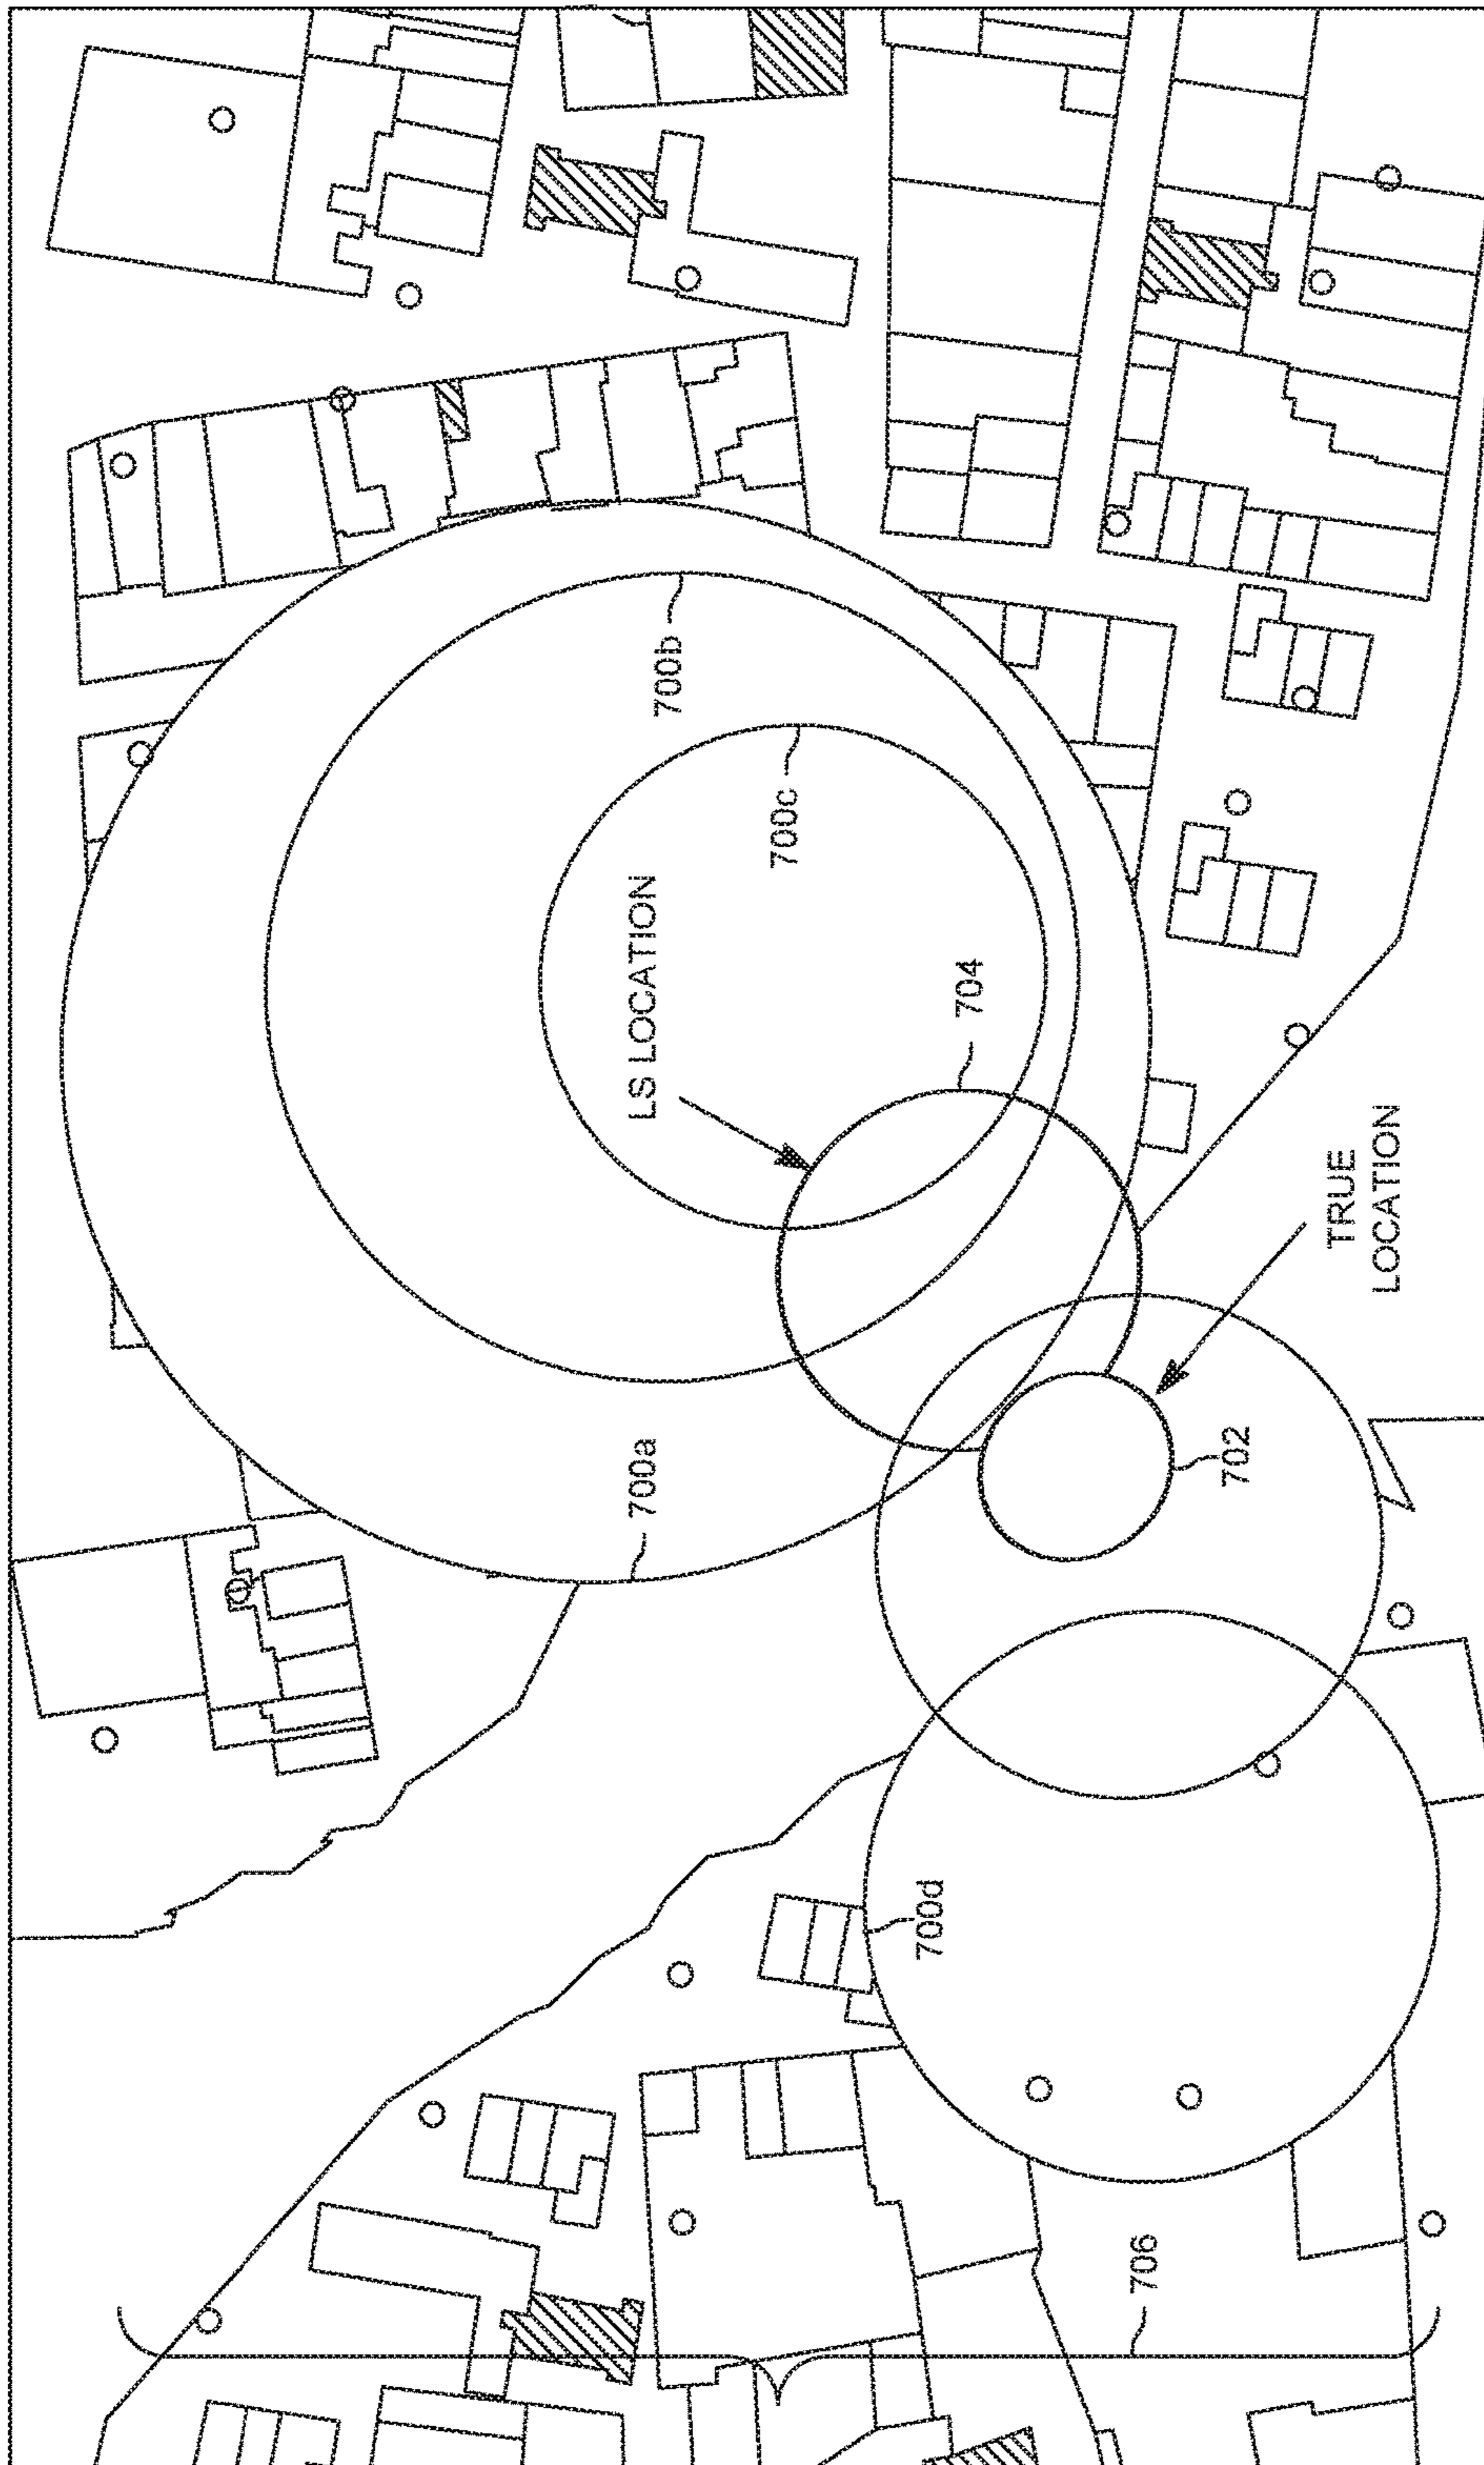 700a
700b
700c
LS LOCATION
704
TRUE
LOCATION
702
700d
706